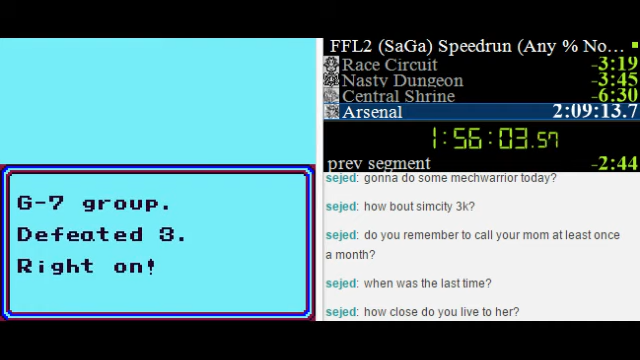 FFL2 (SaGa) Speedrun (Any % No...
Race Circuit -3:19
Nasty Dungeon -3:45
Central Shrine -6:30
Arsenal 2:09:13.7
1:56:03.57
prev segment -2:44
G-7 group.
Defeated 3.
Right on!
sejed: gonna do some mechwarrior today?
sejed: how bout simcity 3k?
sejed: do you remember to call your mom at least once
a month?
sejed: when was the last time?
sejed: how close do you live to her?